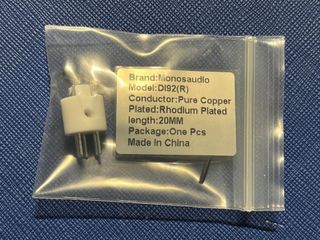 Brand:Monosaudio
Model:DI92(R)
Conductor:Pure Copper
Plated:Rhodium Plated
length:20MM
Package:One Pcs
Made In China